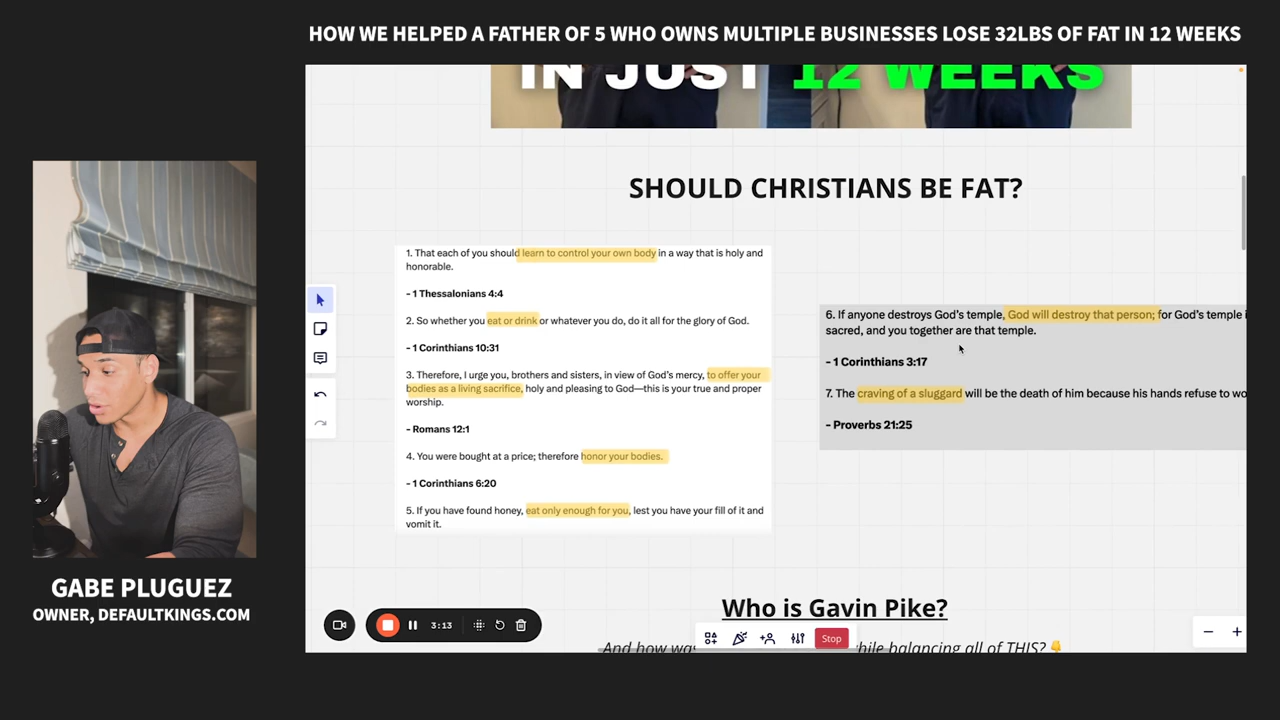 HOW WE HELPED A FATHER OF 5 WHO OWNS MULTIPLE BUSINESSES LOSE 32LBS OF FAT IN 12 WEEKS
IN JUST 12 WEEKS
SHOULD CHRISTIANS BE FAT?
1. That each of you should learn to control your own body in a way that is holy and
honorable.
- 1 Thessalonians 4:4
2. So whether you eat or drink or whatever you do, do it all for the glory of God.
- 1 Corinthians 10:31
3. Therefore, I urge you, brothers and sisters, in view of God's mercy, to offer your
bodies as a living sacrifice, holy and pleasing to God—this is your true and proper
worship.
- Romans 12:1
4. You were bought at a price; therefore honor your bodies.
- 1 Corinthians 6:20
5. If you have found honey, eat only enough for you, lest you have your fill of it and
vomit it.
6. If anyone destroys God's temple, God will destroy that person; for God's temple
sacred, and you together are that temple.
- 1 Corinthians 3:17
7. The craving of a sluggard will be the death of him because his hands refuse to
- Proverbs 21:25
Who is Gavin Pike?
And how was while balancing all of THIS? 👇
3:13
Stop
GABE PLUGUEZ
OWNER, DEFAULTKINGS.COM